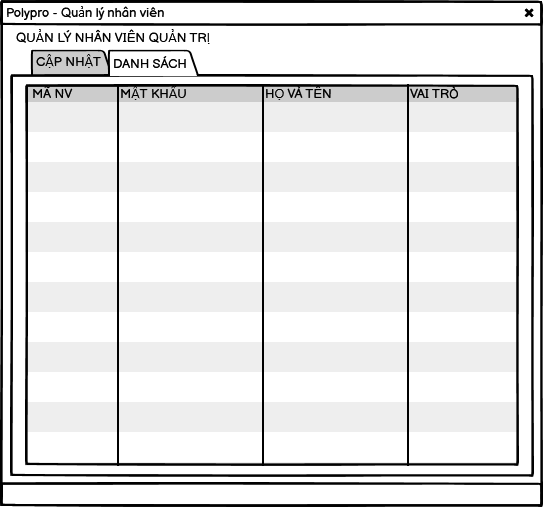 Polypro - Quản lý nhân viên
QUẢN LÝ NHÂN VIÊN QUẢN TRỊ
CẬP NHẬT DANH SÁCH
MÃ NV MẬT KHẨU HỌ VÀ TÊN VAI TRÒ